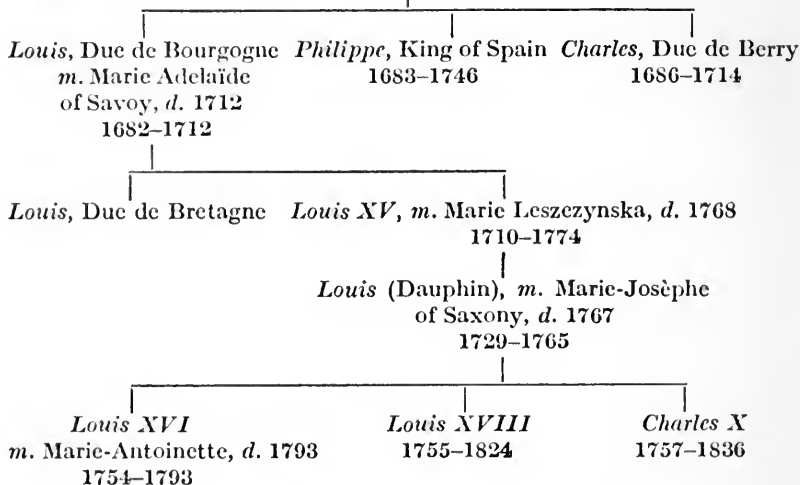 Louis, Duc de Bourgogne Philippe, King of Spain Charles, Duc de Berry
m. Marie Adelaïde 1683–1746 1686–1714
of Savoy, d. 1712
1682–1712
Louis, Duc de Bretagne Louis XV, m. Marie Leszczynska, d. 1768
1710–1774
Louis (Dauphin), m. Marie-Josèphe
of Saxony, d. 1767
1729–1765
Louis XVI Louis XVIII Charles X
m. Marie-Antoinette, d. 1793 1755–1824 1757–1836
1754–1793